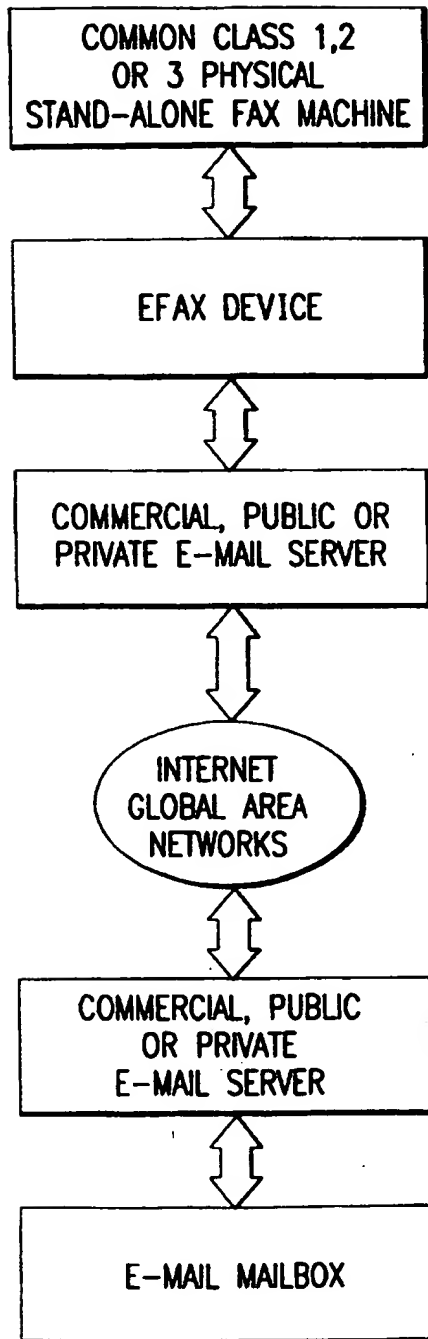 COMMON CLASS 1,2
OR 3 PHYSICAL
STAND-ALONE FAX MACHINE
EFAX DEVICE
COMMERCIAL, PUBLIC OR
PRIVATE E-MAIL SERVER
INTERNET
GLOBAL AREA
NETWORKS
COMMERCIAL, PUBLIC
OR PRIVATE
E-MAIL SERVER
E-MAIL MAILBOX